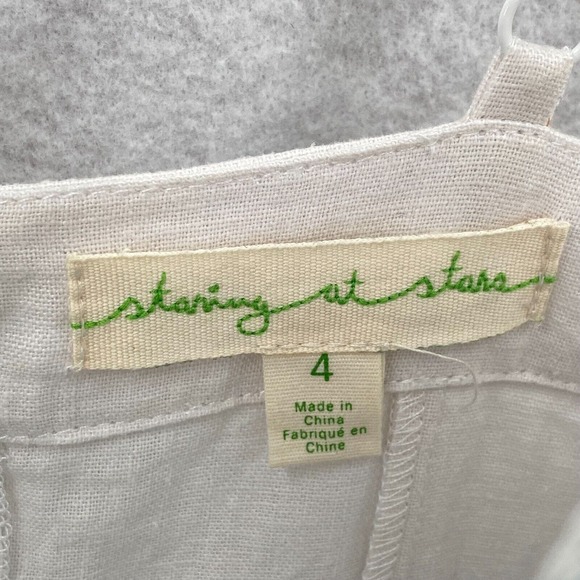 staring at stars
4
Made in
China
Fabriqué en
Chine